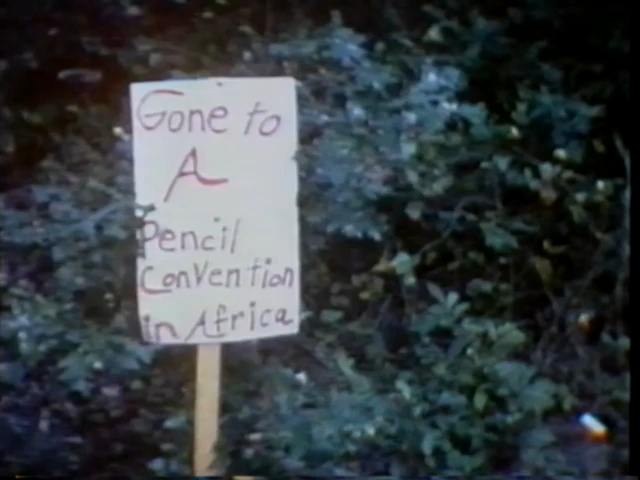 Gone to
A
Pencil
Convention
in Africa